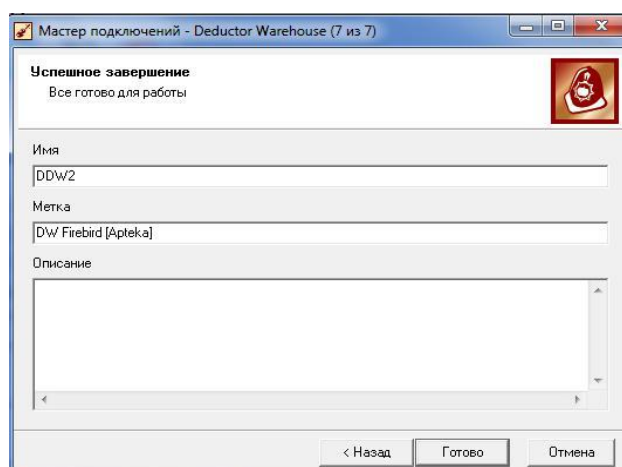 Мастер подключений - Deductor Warehouse (7 из 7)
Успешное завершение
Все готово для работы
Имя
DDW2
Метка
DW Firebird [Apteka]
Описание
< Назад Готово Отмена